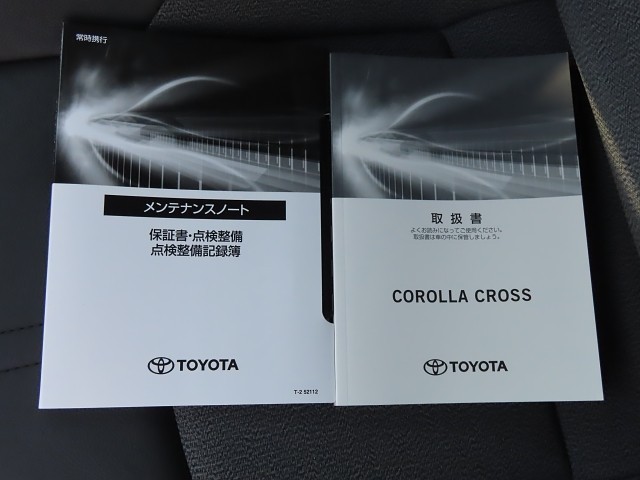 常時携行
メンテナンスノート
保証書・点検整備
点検整備記録簿
TOYOTA
T-2 52112
取扱書
よくお読みになってご使用ください。
取扱書は車の中に保管しましょう。
COROLLA CROSS
TOYOTA